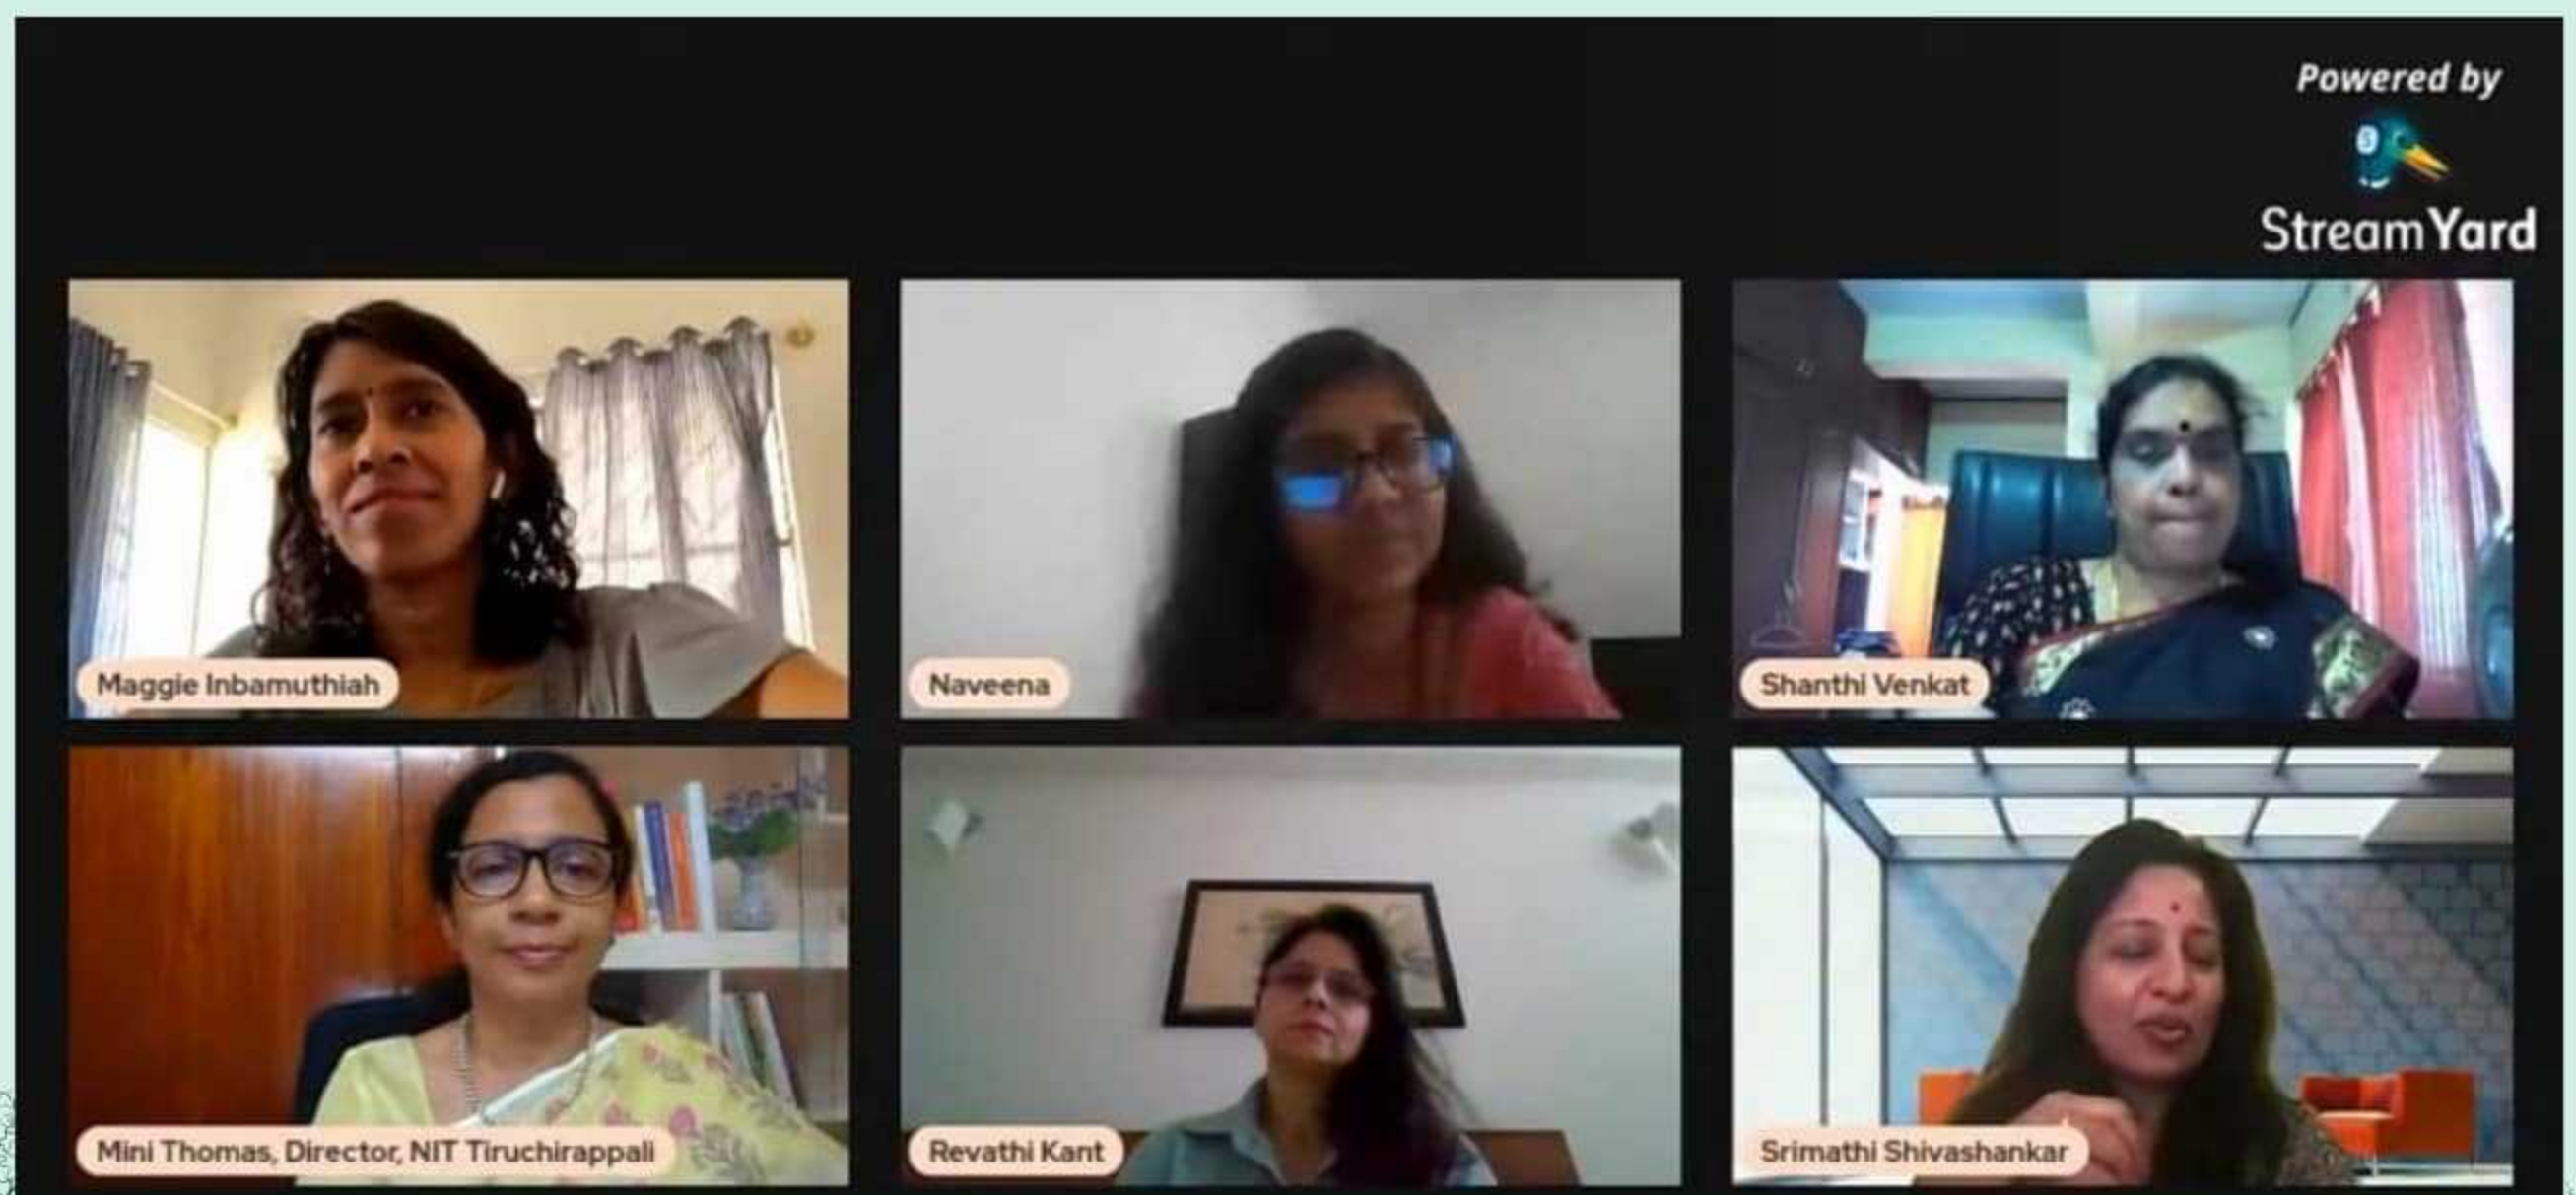 Powered by
StreamYard
Maggie Inbamuthiah
Naveena
Shanthi Venkat
Mini Thomas, Director, NIT Tiruchirappali
Revathi Kant
Srimathi Shivashankar